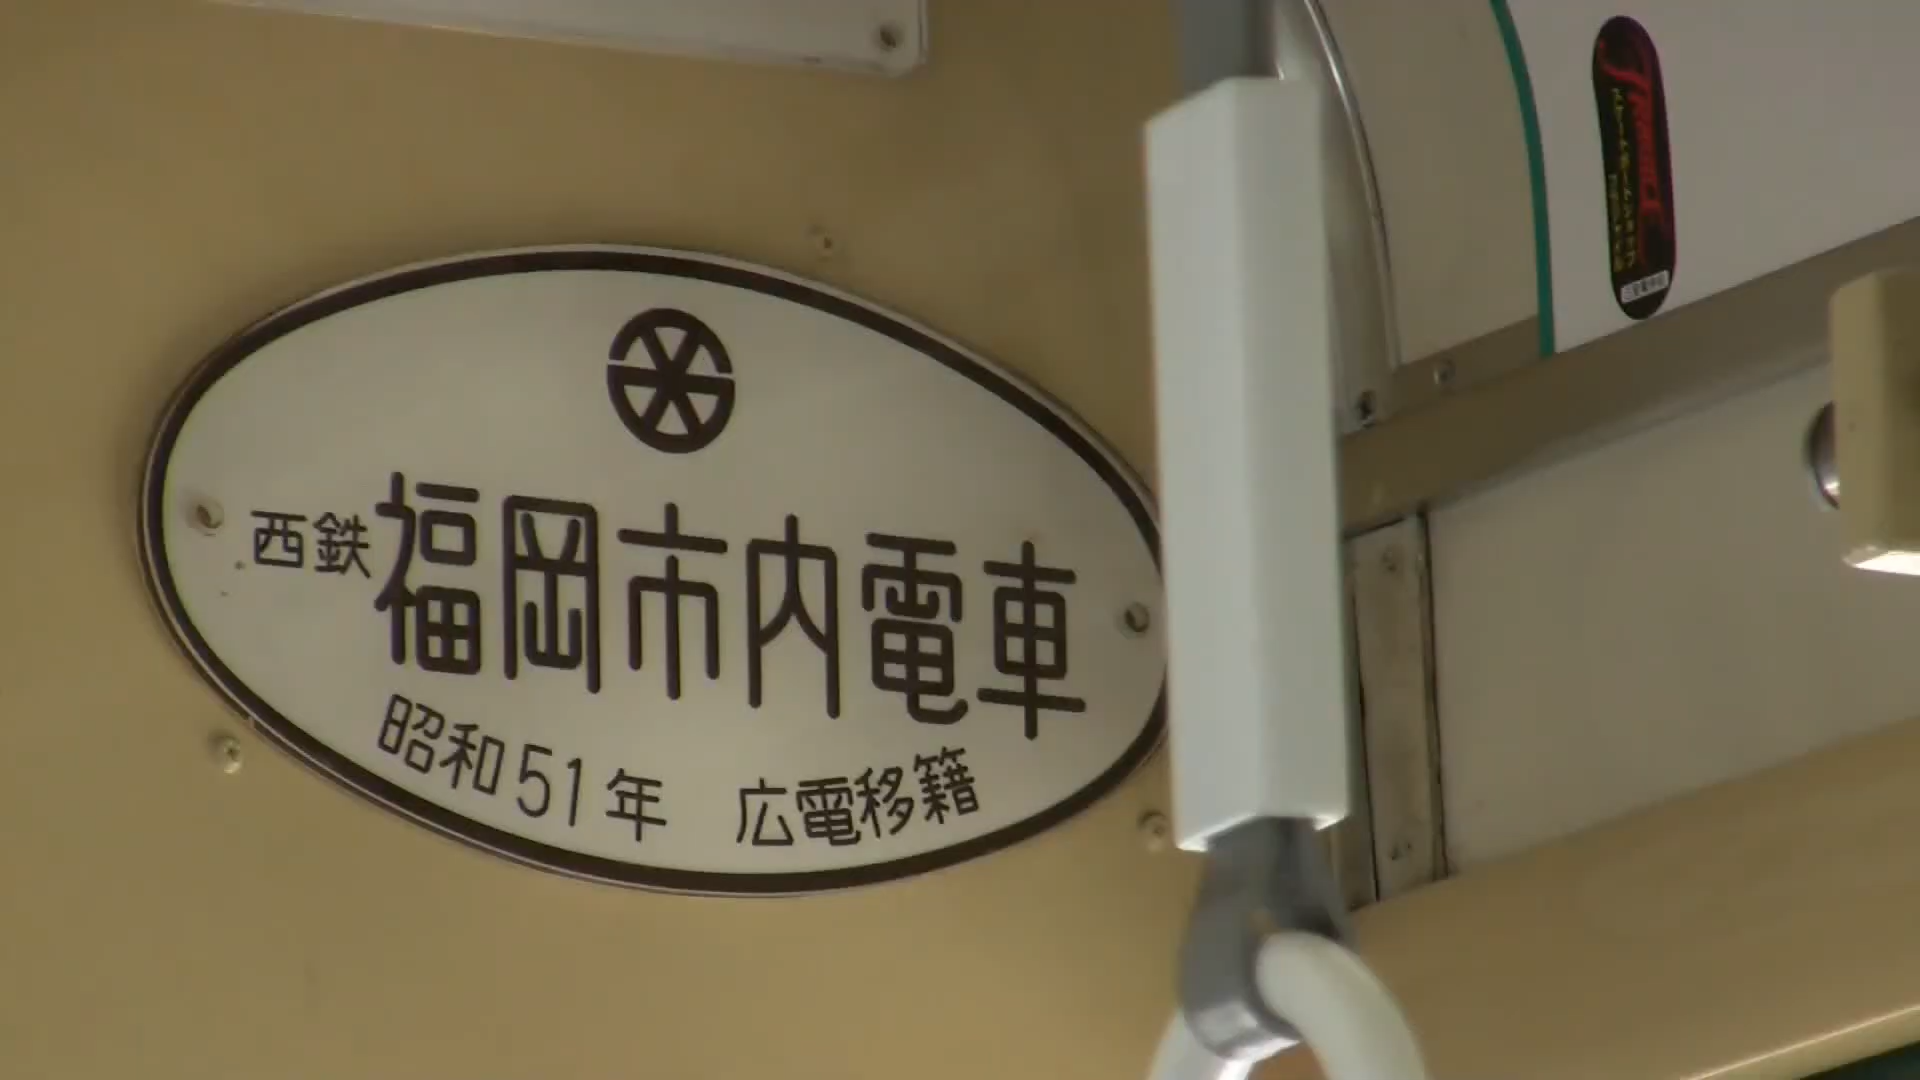 西鉄福岡市内電車
昭和51年 広電移籍